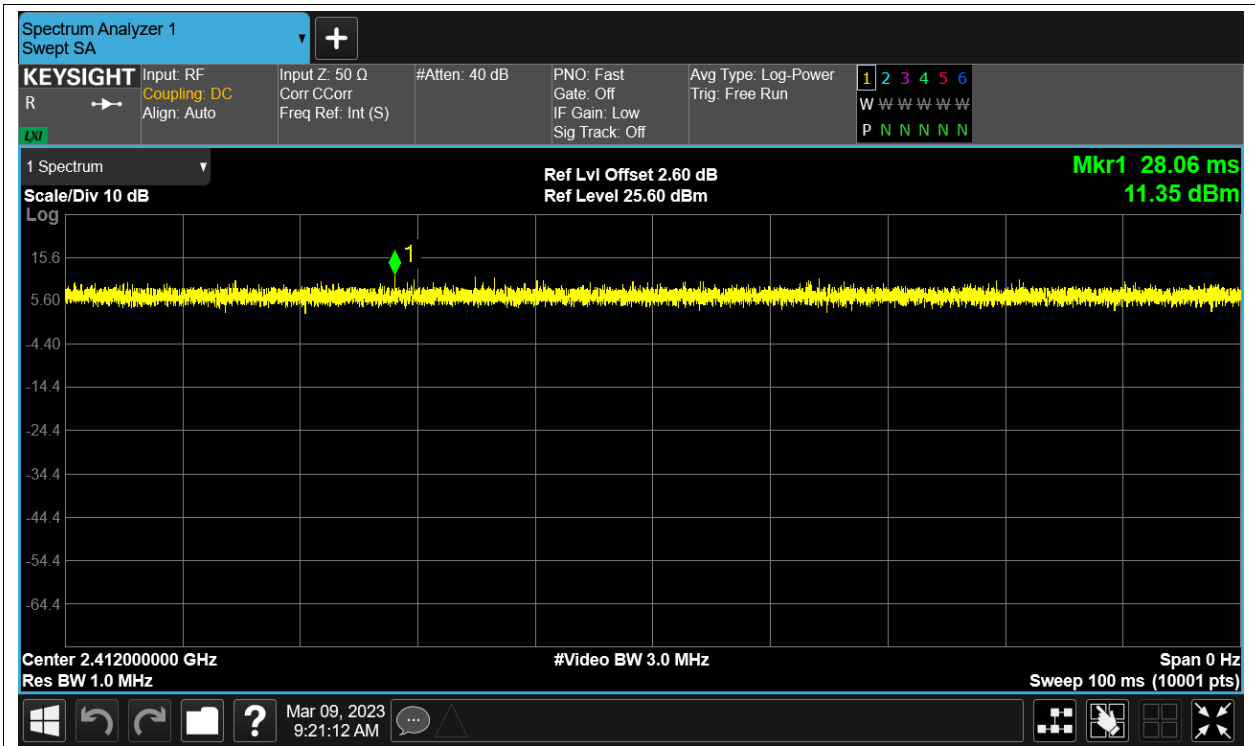 Spectrum Analyzer 1
Swept SA
KEYSIGHT
R
LXI
Input: RF
Coupling: DC
Align: Auto
Input Z: 50 Ω
Corr CCorr
Freq Ref: Int (S)
#Atten: 40 dB
PNO: Fast
Gate: Off
IF Gain: Low
Sig Track: Off
Avg Type: Log-Power
Trig: Free Run
1 2 3 4 5 6
W W W W W W
P N N N N N
1 Spectrum
Scale/Div 10 dB
Log
Ref Lvl Offset 2.60 dB
Ref Level 25.60 dBm
Mkr1 28.06 ms
11.35 dBm
1
15.6
5.60
-4.40
-14.4
-24.4
-34.4
-44.4
-54.4
-64.4
Center 2.412000000 GHz
Res BW 1.0 MHz
#Video BW 3.0 MHz
Span 0 Hz
Sweep 100 ms (10001 pts)
?
Mar 09, 2023
9:21:12 AM